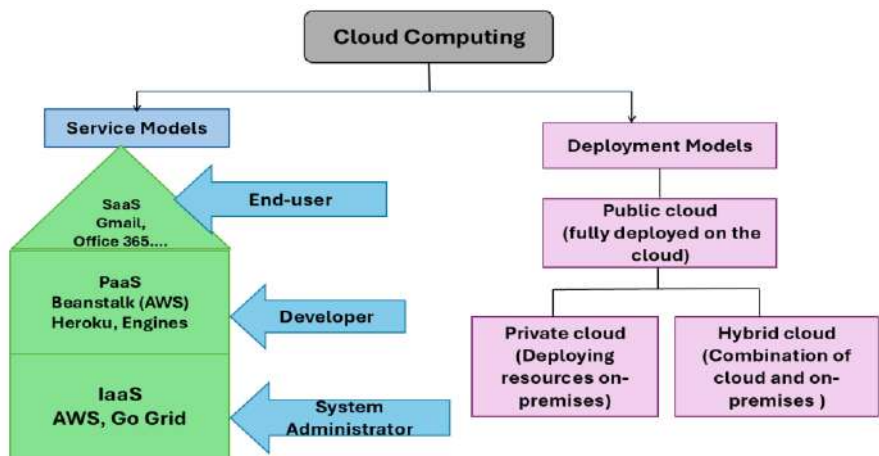 Cloud Computing
Service Models
SaaS
Gmail,
Office 365....
End-user
PaaS
Beanstalk (AWS)
Heroku, Engines
Developer
IaaS
AWS, Go Grid
System
Administrator
Deployment Models
Public cloud
(fully deployed on the
cloud)
Private cloud
(Deploying
resources on-
premises)
Hybrid cloud
(Combination of
cloud and on-
premises )